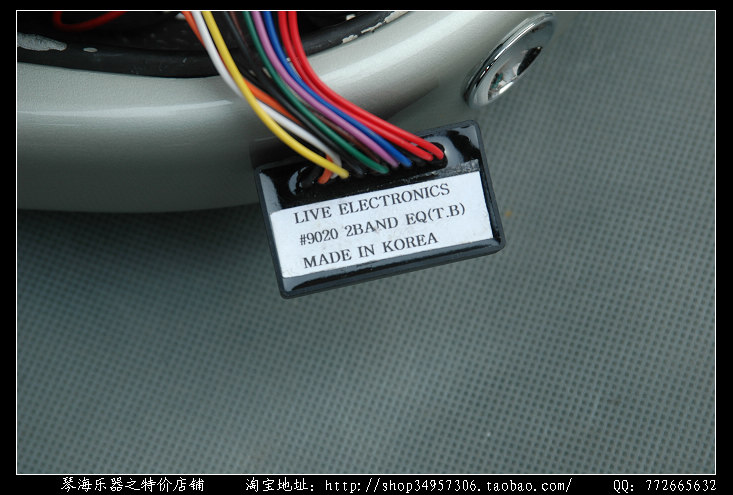 LIVE ELECTRONICS
#9020 2BAND EQ(T.B)
MADE IN KOREA
琴海乐器之特价店铺 淘宝地址：http://shop34957306.taobao.com/ QQ：772665632